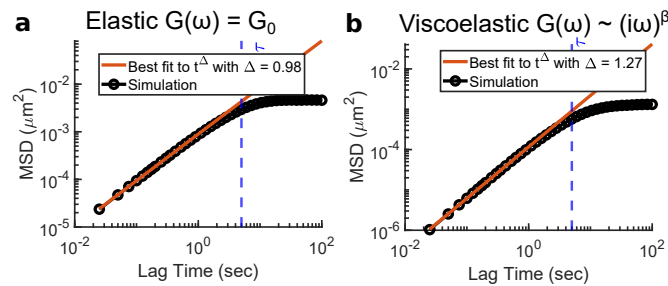 a
Elastic G(ω) = G₀
Best fit to t^Δ with Δ = 0.98
Simulation
MSD (μm²)
10⁻²
10⁻³
10⁻⁴
10⁻⁵
10⁻² 10⁰ 10²
Lag Time (sec)
b
Viscoelastic G(ω) ~ (iω)^β
Best fit to t^Δ with Δ = 1.27
Simulation
MSD (μm²)
10⁻²
10⁻⁴
10⁻⁶
10⁻² 10⁰ 10²
Lag Time (sec)